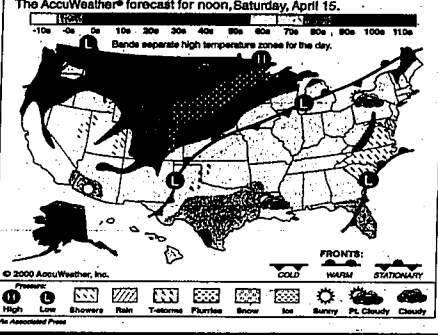 The AccuWeather® forecast for noon, Saturday, April 15.
-10s -0s 0s 10s 20s 30s 40s 50s 60s 70s 80s 90s 100s 110s
Bands separate high temperature zones for the day.
L
H
L
L
L
© 2000 AccuWeather, Inc.
FRONTS:
COLD WARM STATIONARY
Pressure:
H L
High Low Showers Rain T-storms Flurries Snow Ice Sunny Pt. Cloudy Cloudy
Associated Press